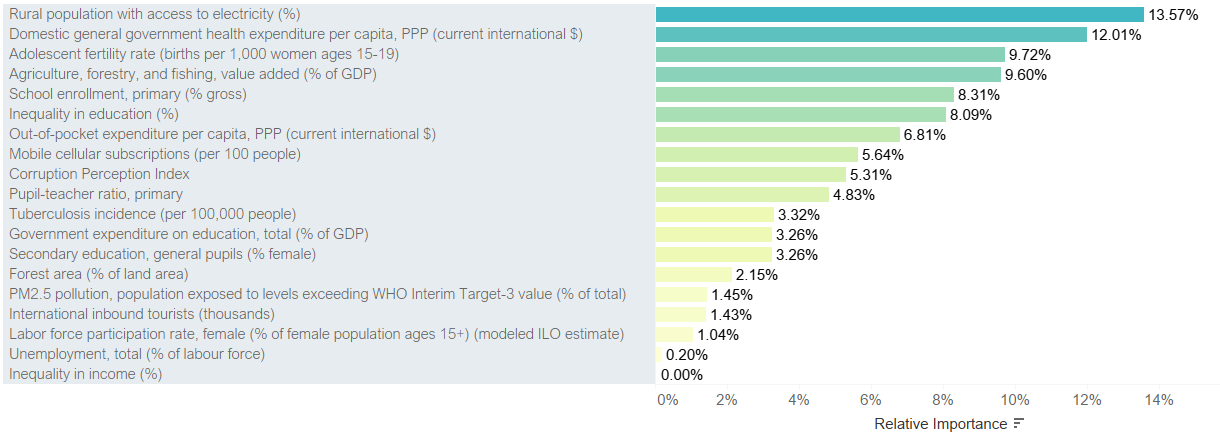 Rural population with access to electricity (%) 13.57%
Domestic general government health expenditure per capita, PPP (current international $) 12.01%
Adolescent fertility rate (births per 1,000 women ages 15-19) 9.72%
Agriculture, forestry, and fishing, value added (% of GDP) 9.60%
School enrollment, primary (% gross) 8.31%
Inequality in education (%) 8.09%
Out-of-pocket expenditure per capita, PPP (current international $) 6.81%
Mobile cellular subscriptions (per 100 people) 5.64%
Corruption Perception Index 5.31%
Pupil-teacher ratio, primary 4.83%
Tuberculosis incidence (per 100,000 people) 3.32%
Government expenditure on education, total (% of GDP) 3.26%
Secondary education, general pupils (% female) 3.26%
Forest area (% of land area) 2.15%
PM2.5 pollution, population exposed to levels exceeding WHO Interim Target-3 value (% of total) 1.45%
International inbound tourists (thousands) 1.43%
Labor force participation rate, female (% of female population ages 15+) (modeled ILO estimate) 1.04%
Unemployment, total (% of labour force) 0.20%
Inequality in income (%) 0.00%
0% 2% 4% 6% 8% 10% 12% 14%
Relative Importance